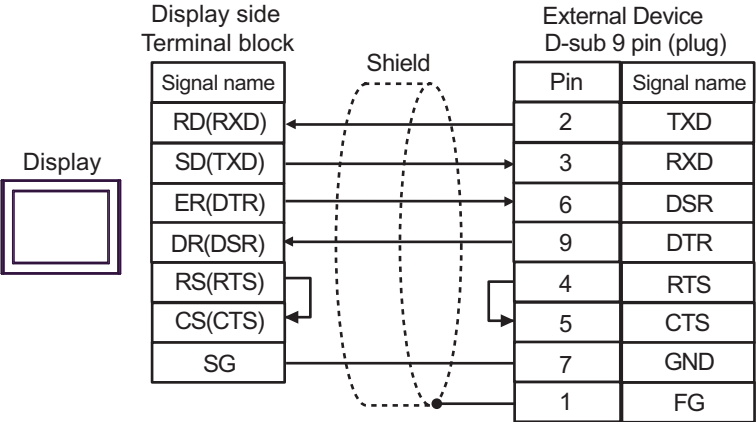 Display side
Terminal block
External Device
D-sub 9 pin (plug)
Shield
Signal name
Pin Signal name
RD(RXD) 2 TXD
SD(TXD) 3 RXD
Display
ER(DTR) 6 DSR
DR(DSR) 9 DTR
RS(RTS) 4 RTS
CS(CTS) 5 CTS
SG 7 GND
1 FG